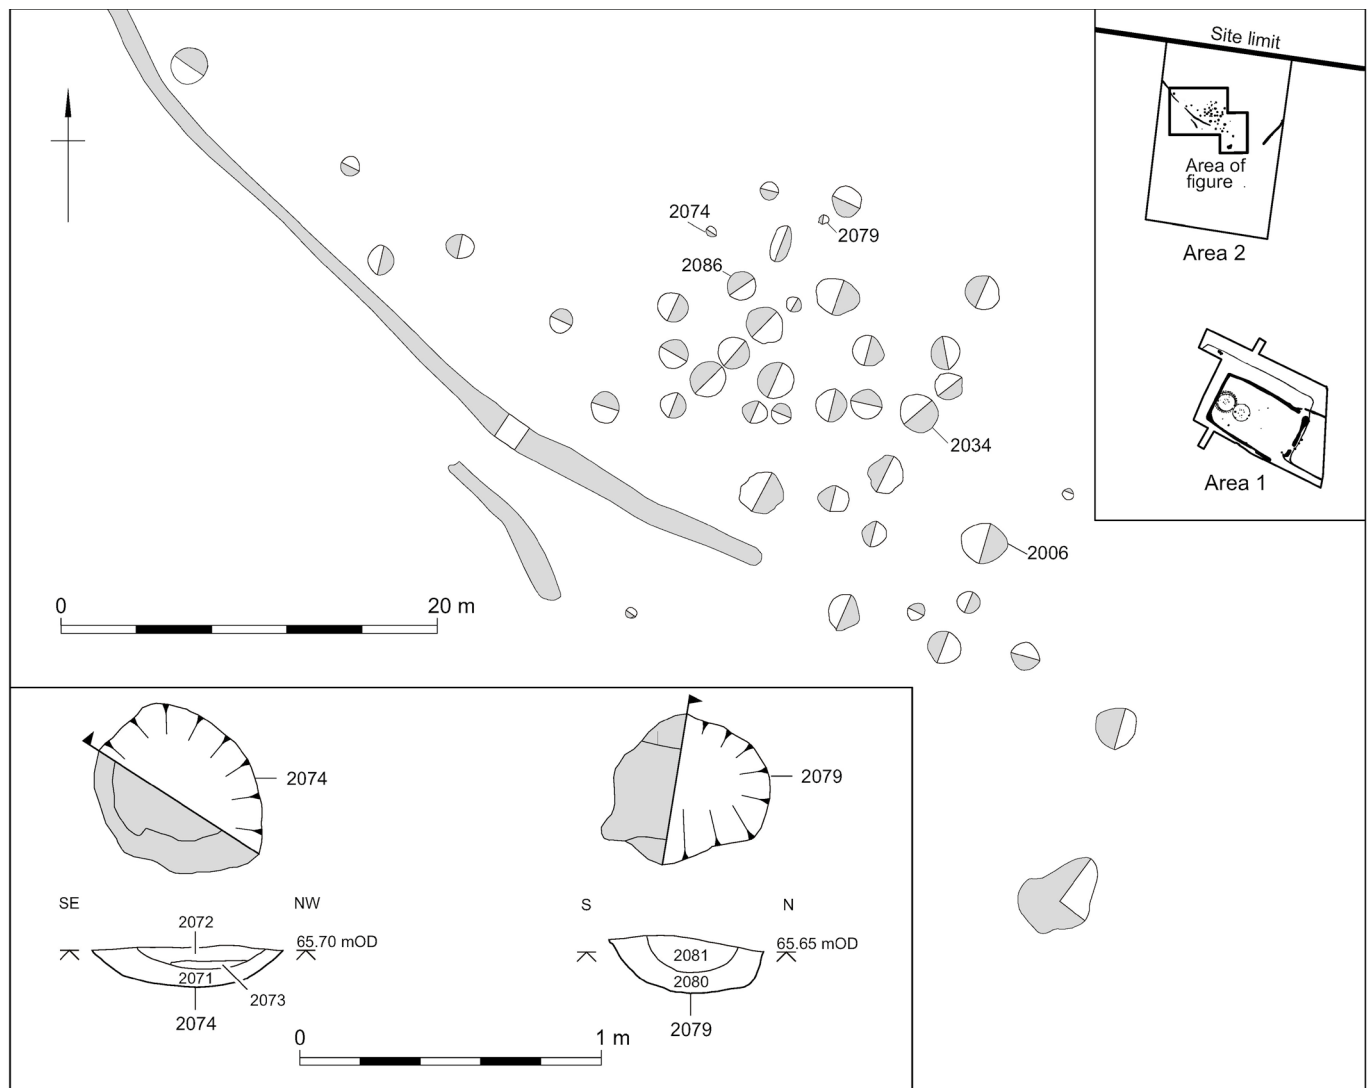 Site limit
Area of
figure
Area 2
Area 1
2074
2079
2086
2034
2006
0 20 m
2074
2079
SE NW
2072
65.70 mOD
2071
2073
2074
S N
65.65 mOD
2081
2080
2079
0 1 m